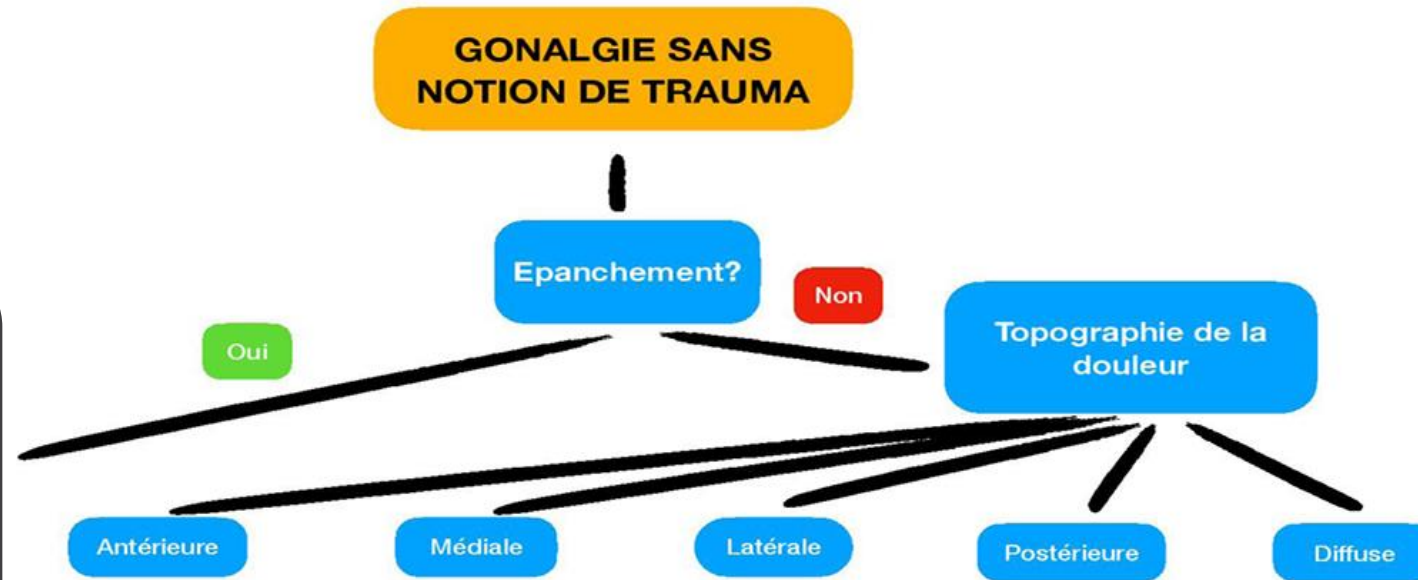 GONALGIE SANS
NOTION DE TRAUMA
Epanchement?
Non
Oui
Topographie de la
douleur
Antérieure
Médiale
Latérale
Postérieure
Diffuse